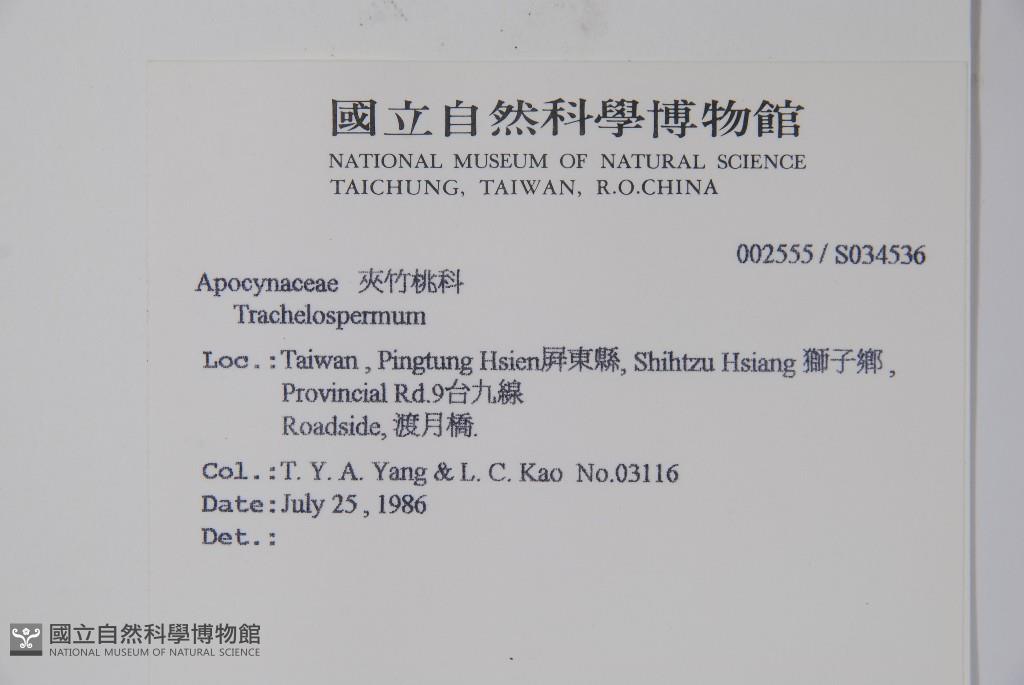 國立自然科學博物館
NATIONAL MUSEUM OF NATURAL SCIENCE
TAICHUNG, TAIWAN, R.O.CHINA
002555 / S034536
Apocynaceae 夾竹桃科
Trachelospermum
Loc.:Taiwan , Pingtung Hsien屏東縣, Shihtzu Hsiang 獅子鄉 ,
Provincial Rd.9台九線
Roadside, 渡月橋.
Col.:T. Y. A. Yang & L. C. Kao No.03116
Date:July 25 , 1986
Det.:
國立自然科學博物館
NATIONAL MUSEUM OF NATURAL SCIENCE